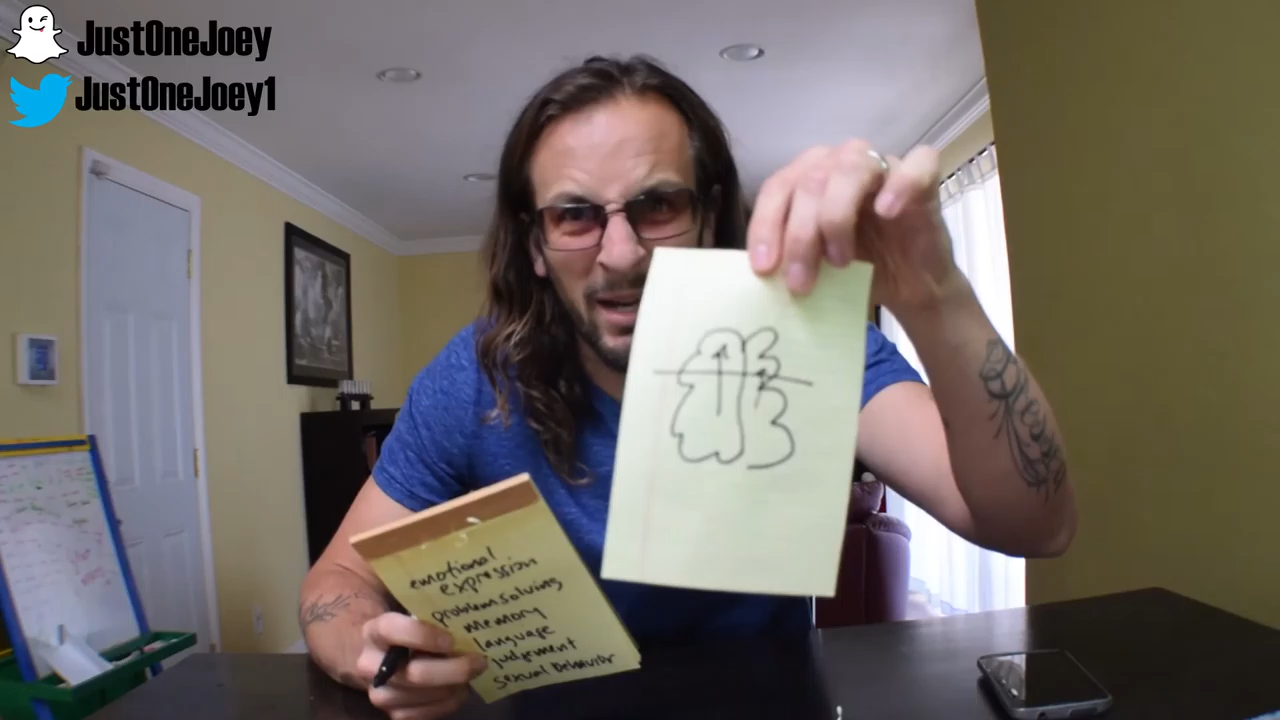 JustOneJoey
JustOneJoey1
emotional
expression
problem solving
memory
language
judgement
sexual Behavior